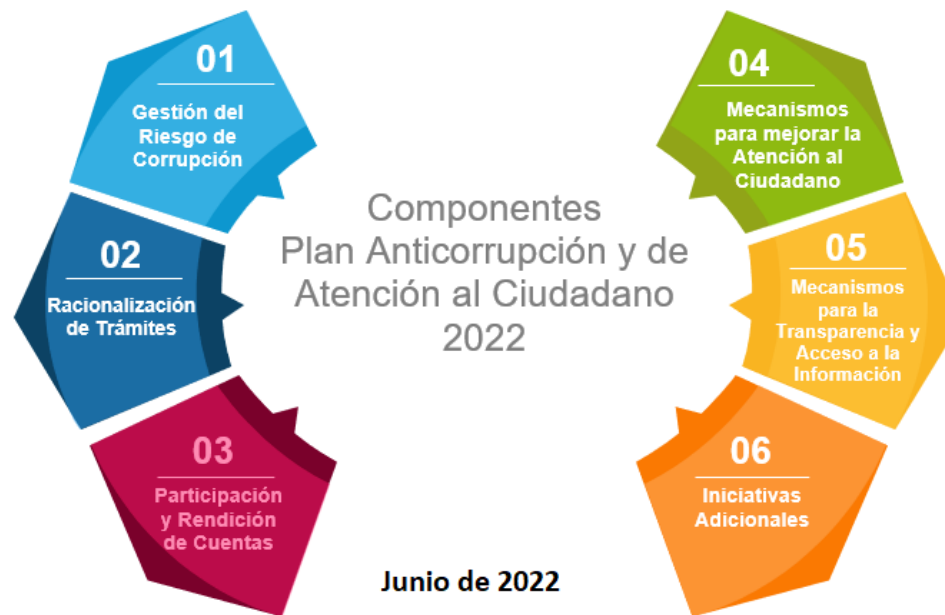 01
Gestión del
Riesgo de
Corrupción
02
Racionalización
de Trámites
03
Participación
y Rendición
de Cuentas
Componentes
Plan Anticorrupción y de
Atención al Ciudadano
2022
04
Mecanismos
para mejorar la
Atención al
Ciudadano
05
Mecanismos
para la
Transparencia y
Acceso a la
Información
06
Iniciativas
Adicionales
Junio de 2022